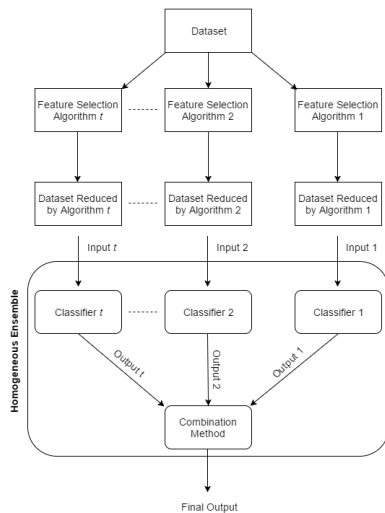 Dataset
Feature Selection
Algorithm t
Feature Selection
Algorithm 2
Feature Selection
Algorithm 1
Dataset Reduced
by Algorithm t
Dataset Reduced
by Algorithm 2
Dataset Reduced
by Algorithm 1
Input t
Input 2
Input 1
Homogeneous Ensemble
Classifier t
Classifier 2
Classifier 1
Output t
Output 2
Output 1
Combination
Method
Final Output